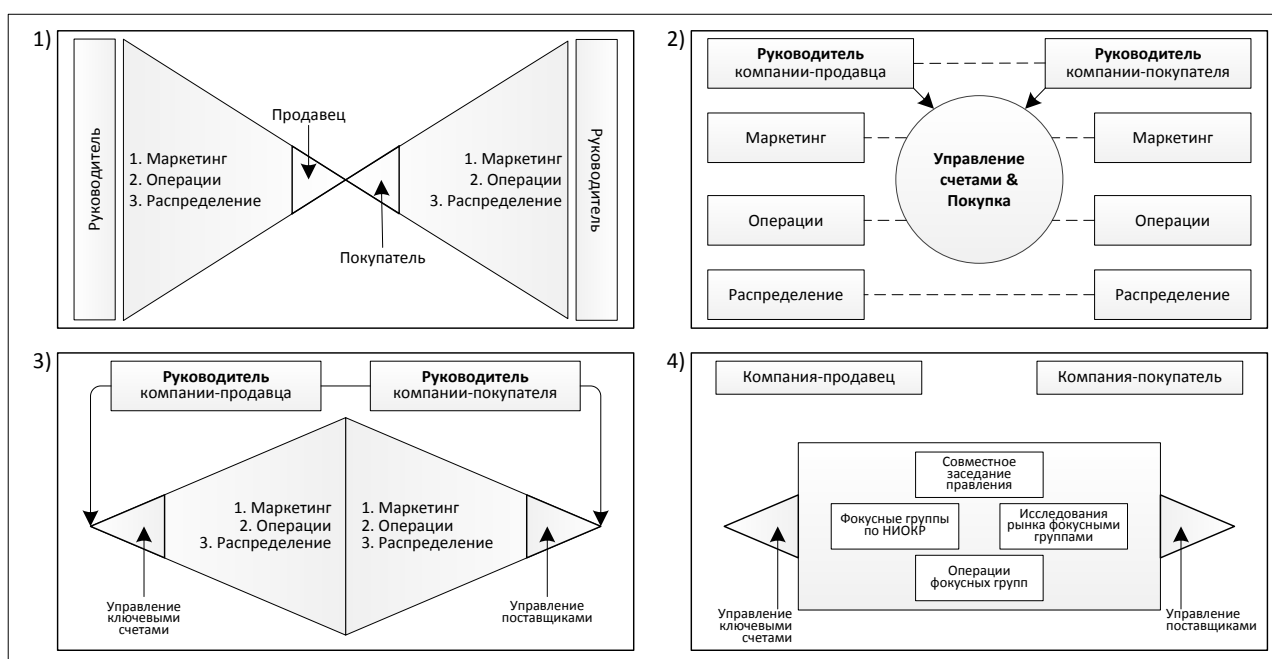 1)
Руководитель
1. Маркетинг
2. Операции
3. Распределение
Продавец
Покупатель
1. Маркетинг
2. Операции
3. Распределение
Руководитель
2)
Руководитель
компании-продавца
Руководитель
компании-покупателя
Маркетинг
Маркетинг
Управление
счетами &
Покупка
Операции
Операции
Распределение
Распределение
3)
Руководитель
компании-продавца
Руководитель
компании-покупателя
1. Маркетинг
2. Операции
3. Распределение
1. Маркетинг
2. Операции
3. Распределение
Управление
ключевыми
счетами
Управление
поставщиками
4)
Компания-продавец
Компания-покупатель
Совместное
заседание
правления
Фокусные группы
по НИОКР
Исследования
рынка фокусными
группами
Операции
фокусных групп
Управление
ключевыми
счетами
Управление
поставщиками